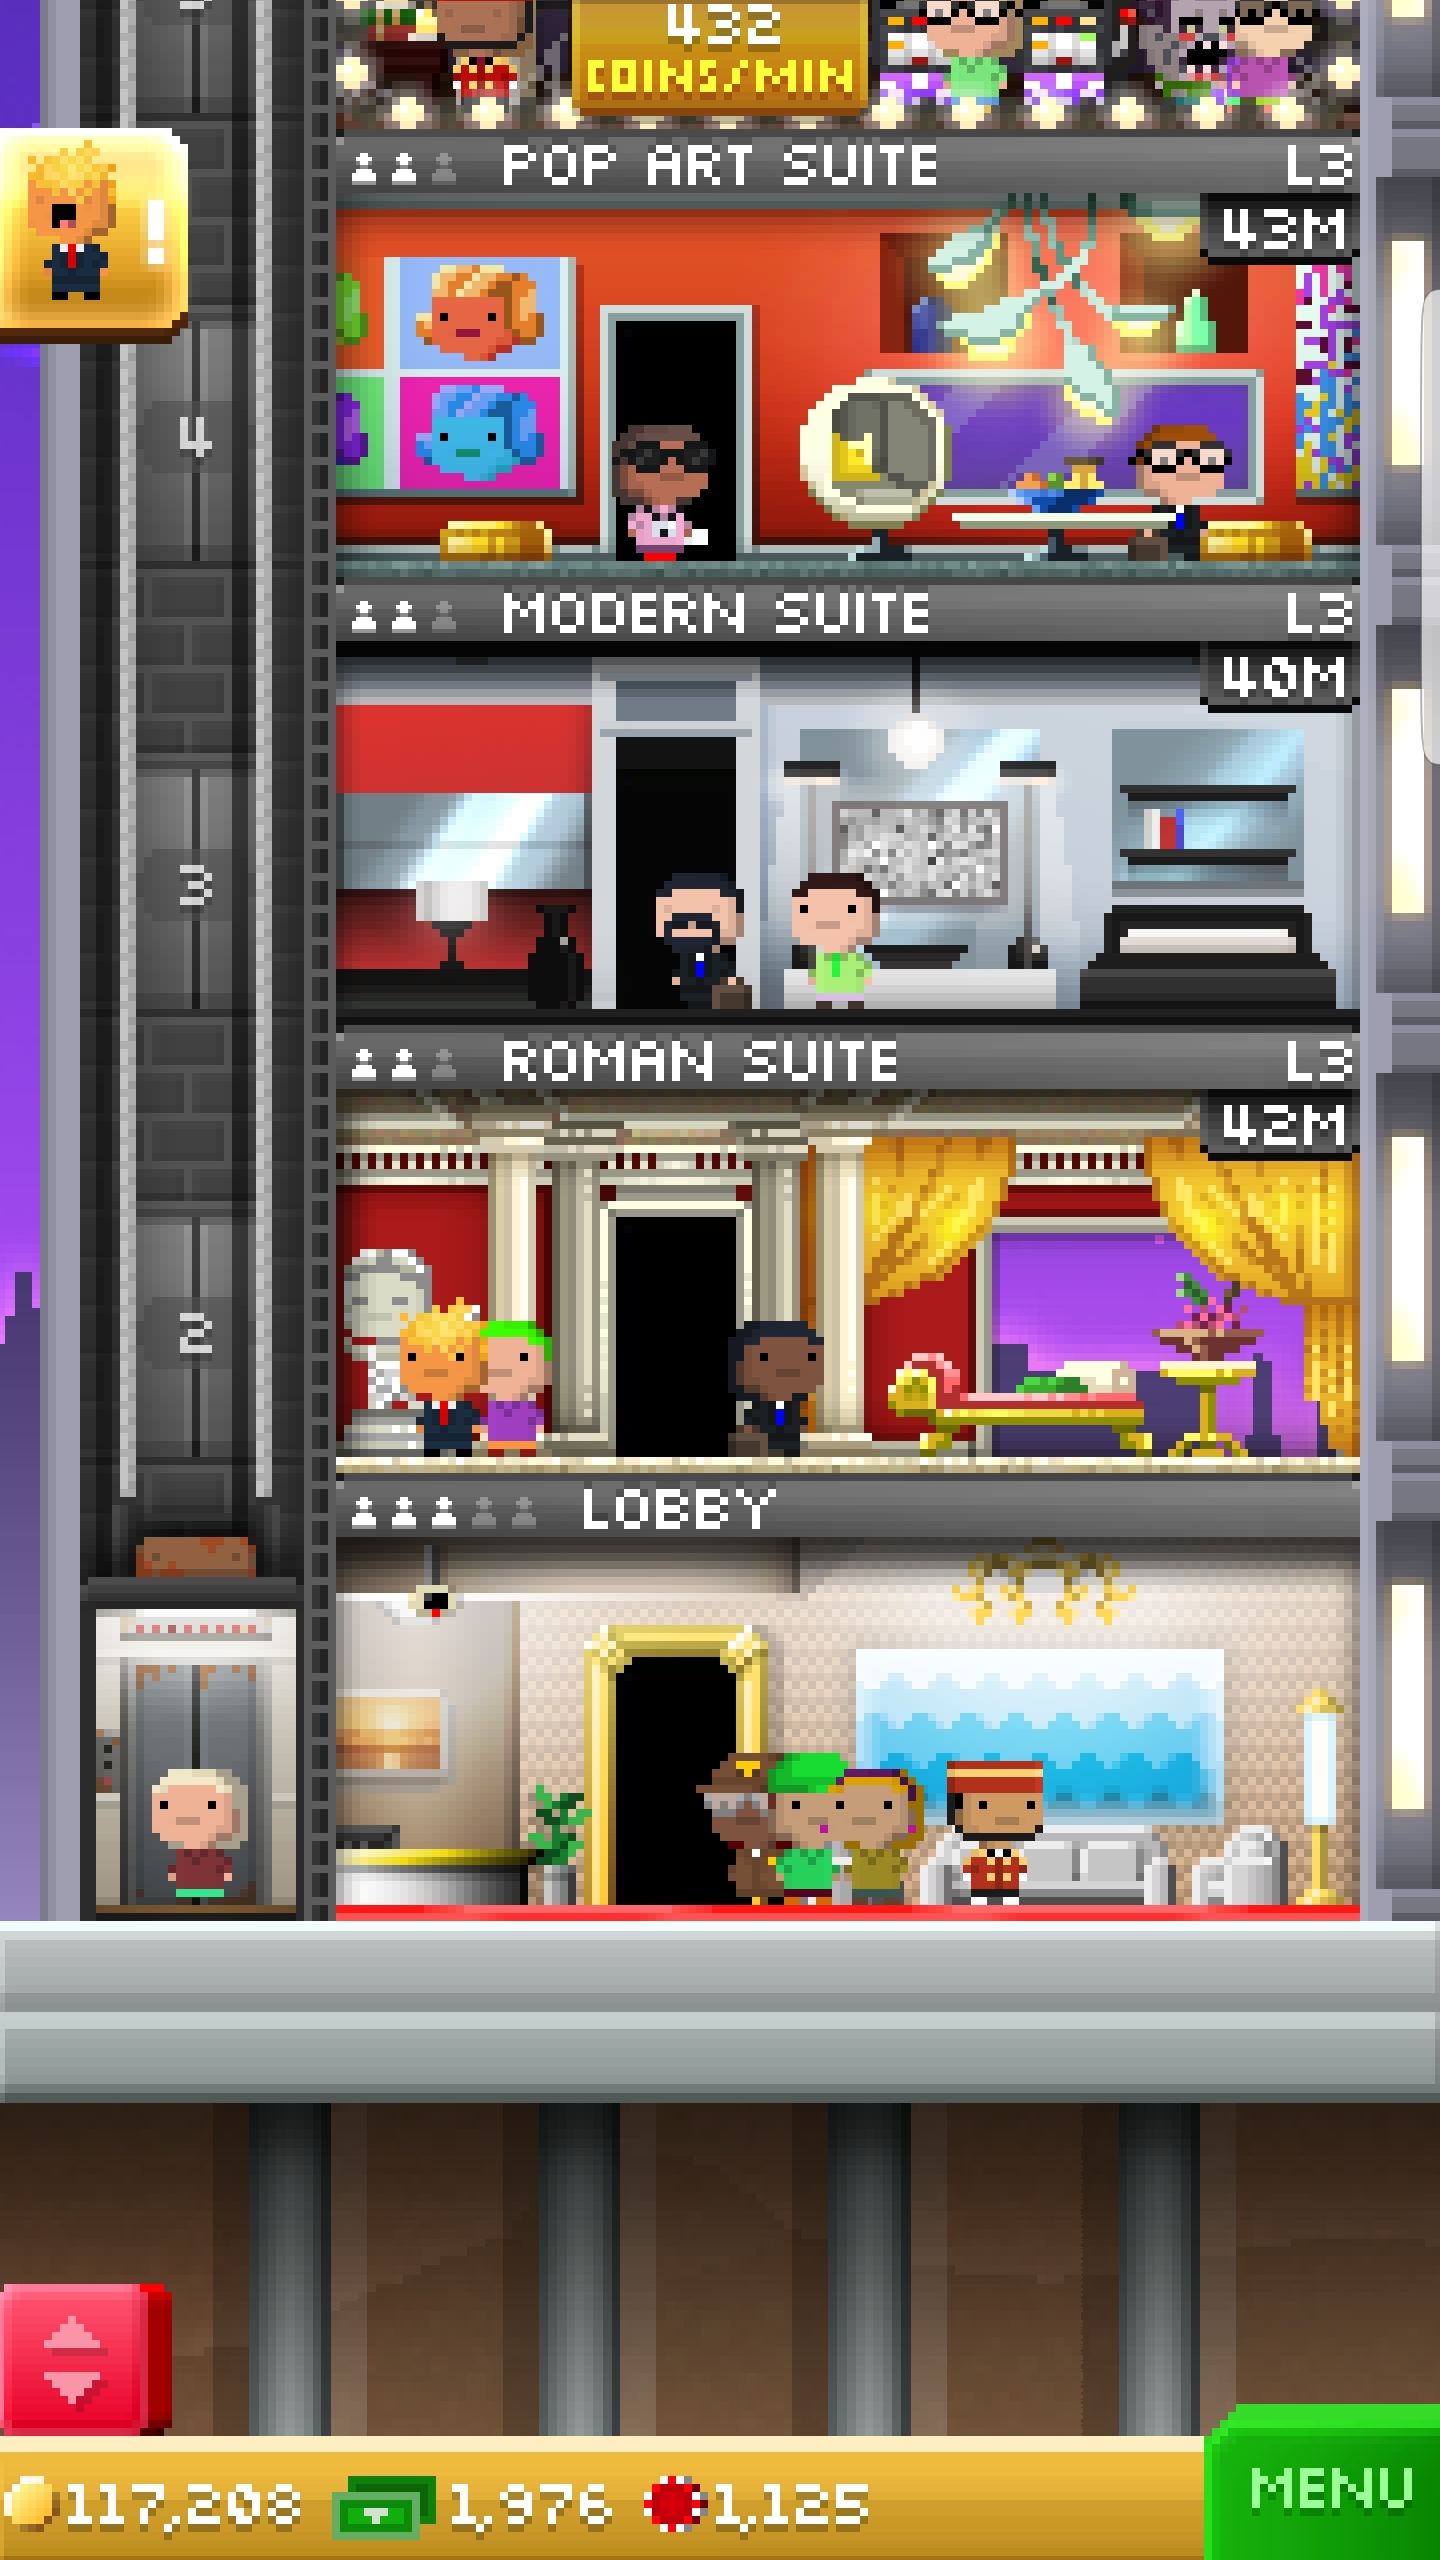 432
COINS/MIN
POP ART SUITE L3
43M
!
4
MODERN SUITE L3
40M
3
ROMAN SUITE L3
42M
2
LOBBY
117,208 1,976 1,125
MENU